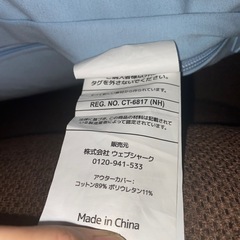 タグを外さないでください。
REG. NO. CT-6817 (NH)
販売元
株式会社 ウェブシャーク
0120-941-533
アウターカバー：
コットン89% ポリウレタン11%
Made in China